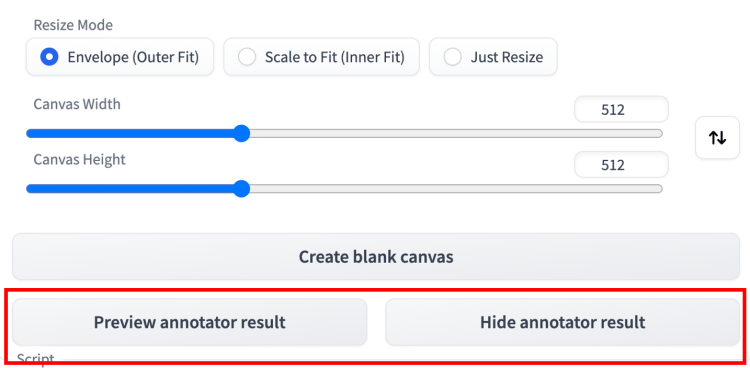 Resize Mode
Envelope (Outer Fit) Scale to Fit (Inner Fit) Just Resize
Canvas Width 512
Canvas Height 512
Create blank canvas
Preview annotator result Hide annotator result
Script